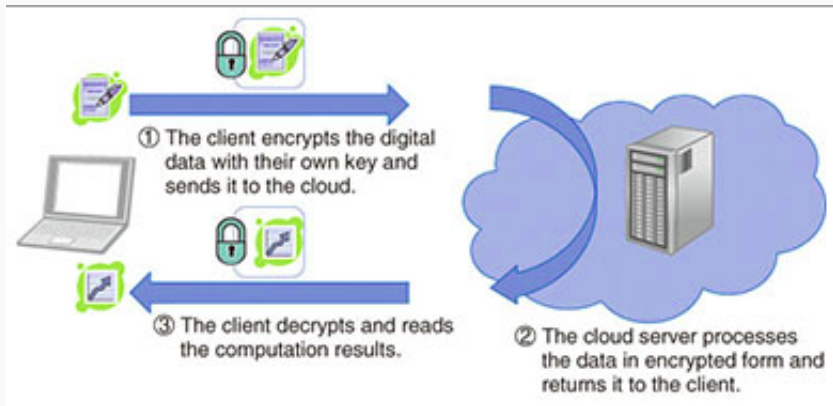 ① The client encrypts the digital
data with their own key and
sends it to the cloud.
② The cloud server processes
the data in encrypted form and
returns it to the client.
③ The client decrypts and reads
the computation results.